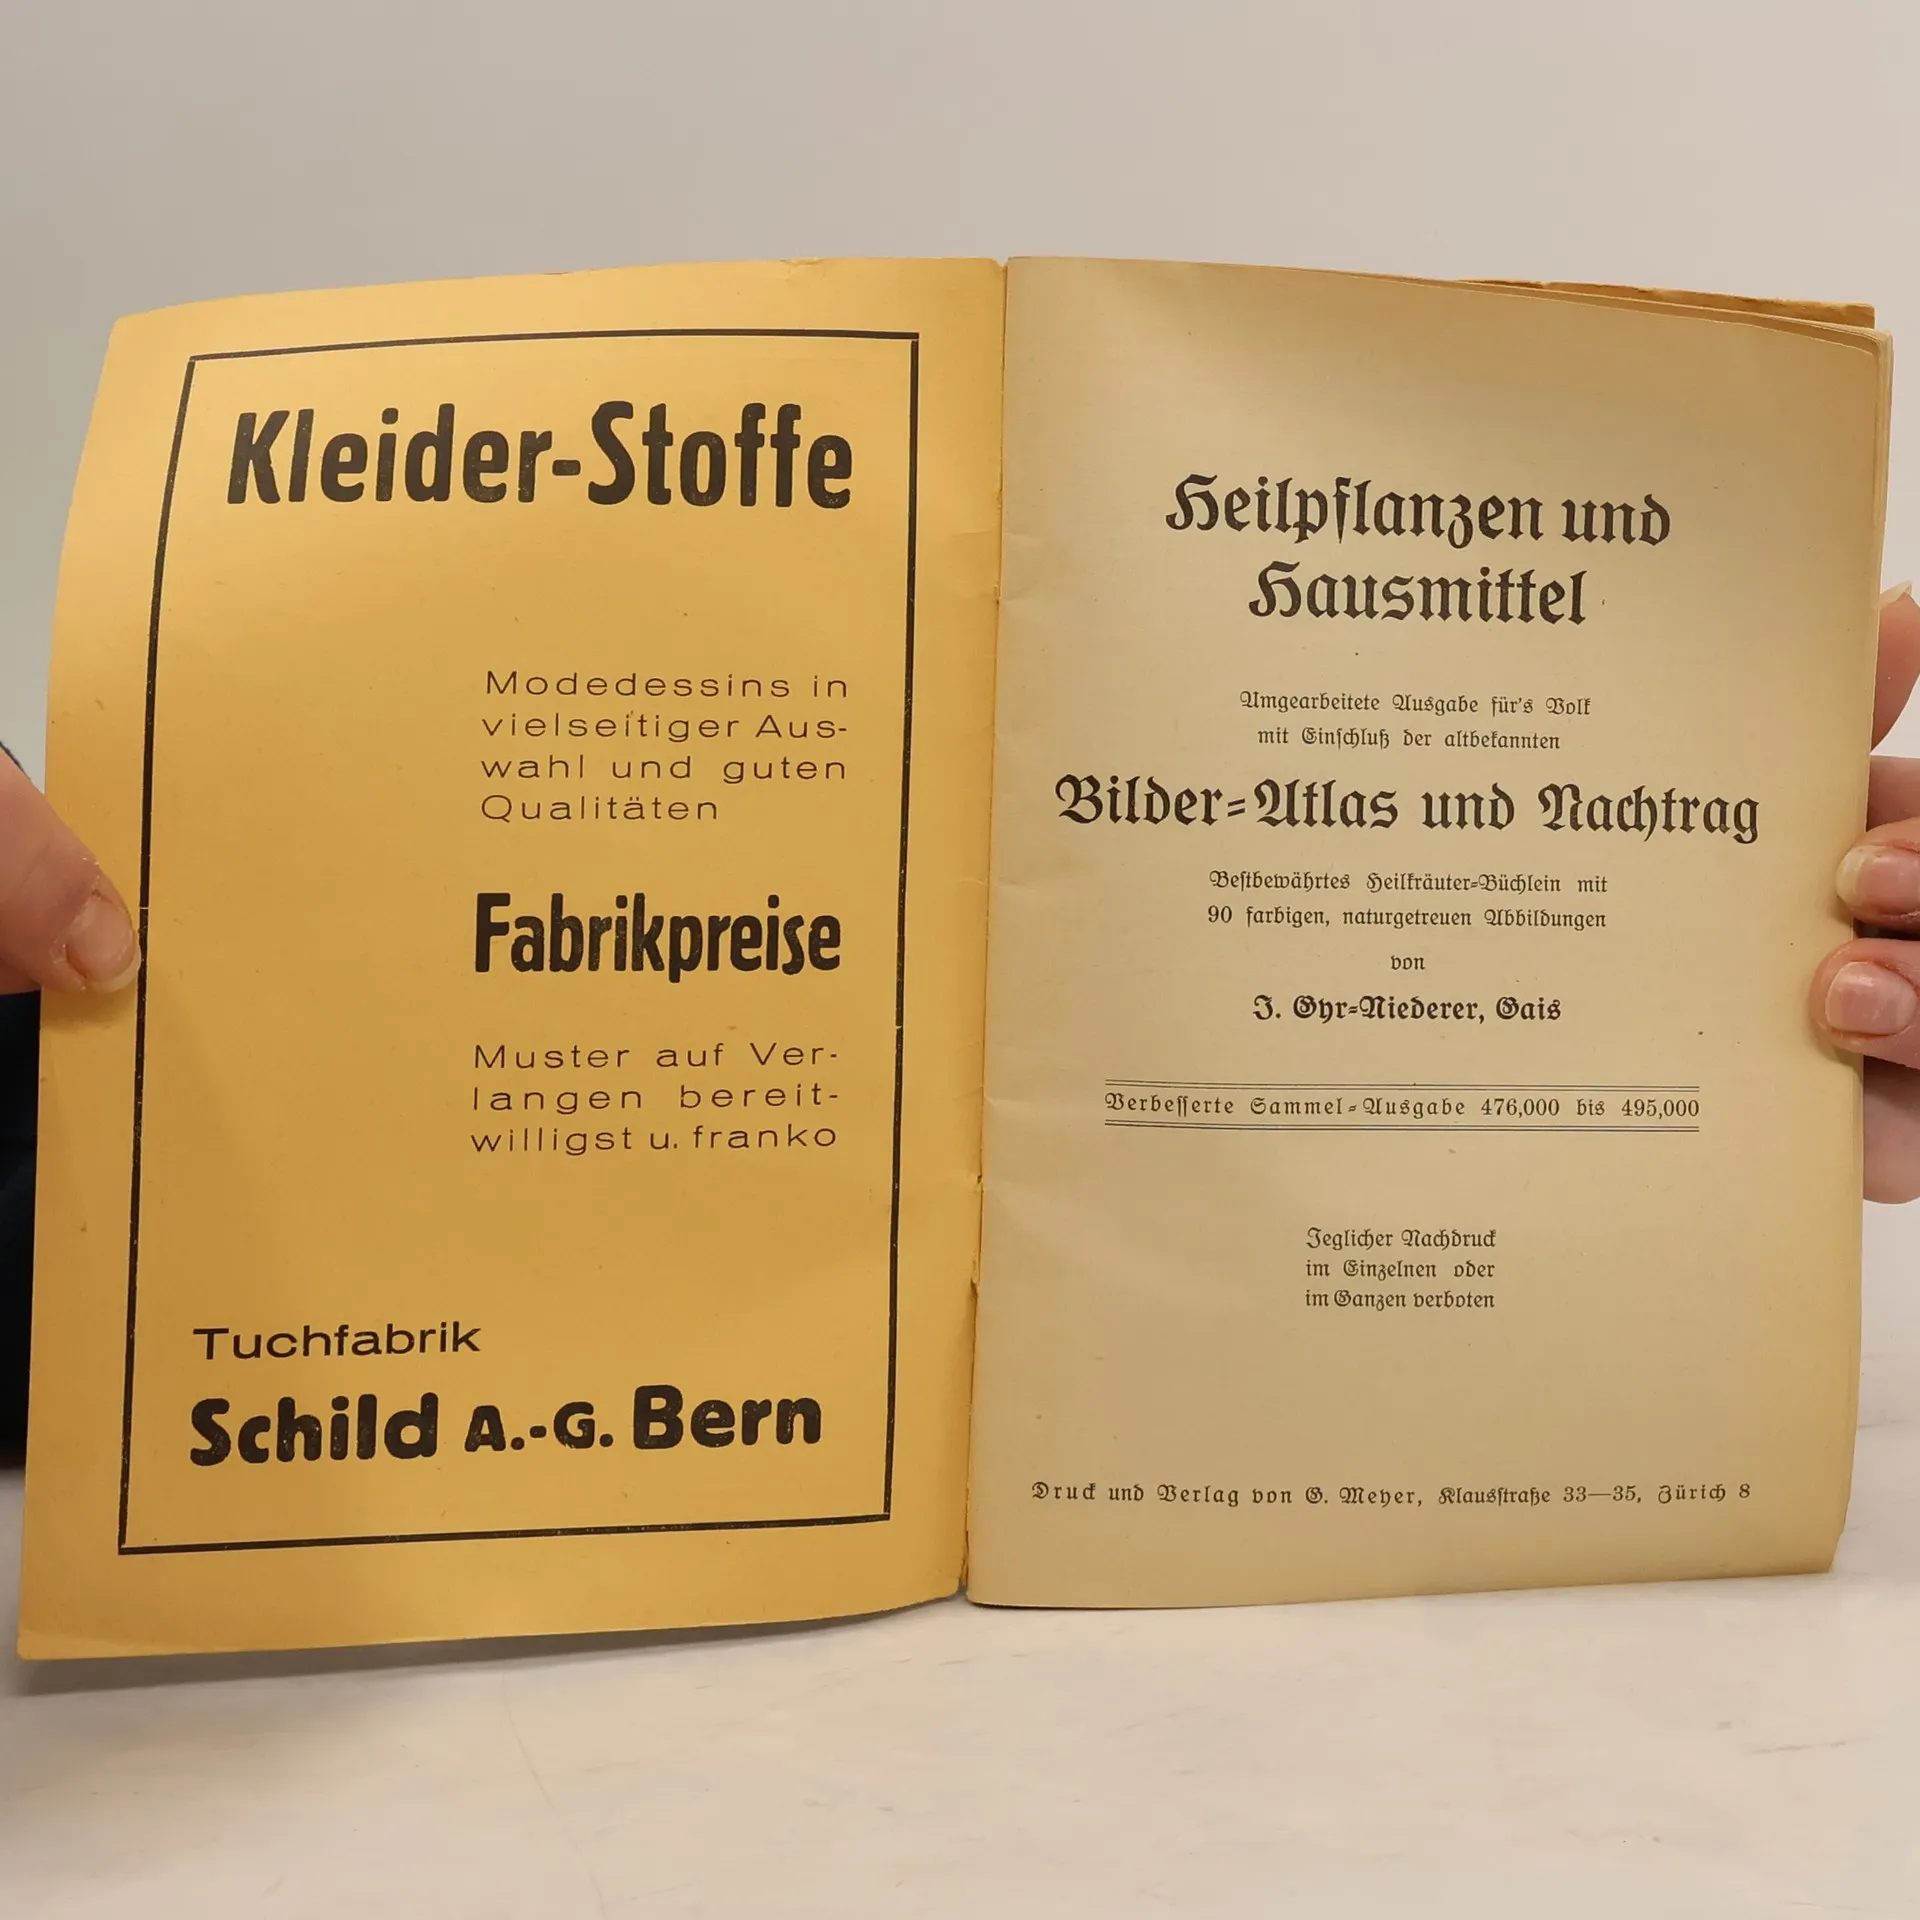 Kleider-Stoffe
Modedessins in
vielseitiger Aus-
wahl und guten
Qualitäten
Fabrikpreise
Muster auf Ver-
langen bereit-
willigst u. franko
Tuchfabrik
Schild A.-G. Bern
Heilpflanzen und
Hausmittel
Umgearbeitete Ausgabe für's Volk
mit Einschluß der altbekannten
Bilder-Atlas und Nachtrag
Bestbewährtes Heilkräuter-Büchlein mit
90 farbigen, naturgetreuen Abbildungen
von
J. Gyr-Niederer, Gais
Verbesserte Sammel-Ausgabe 476,000 bis 495,000
Jeglicher Nachdruck
im Einzelnen oder
im Ganzen verboten
Druck und Verlag von G. Meyer, Klausstraße 33—35, Zürich 8